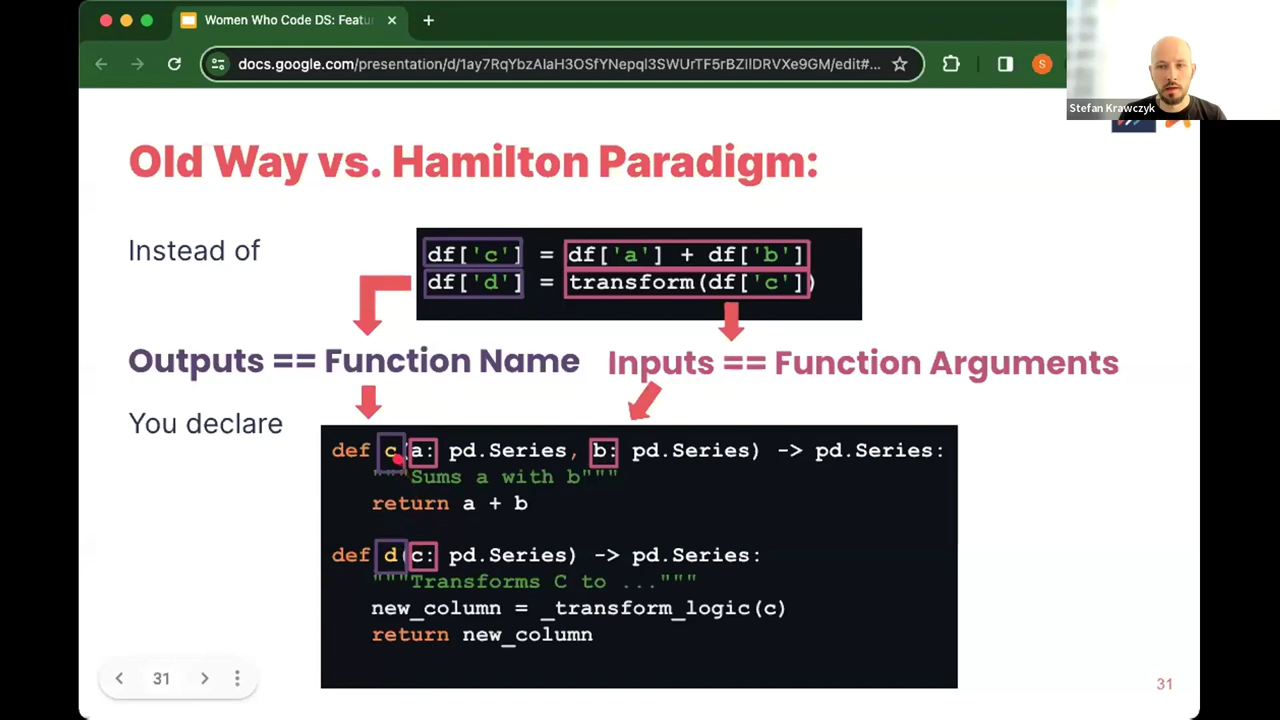 Women Who Code DS: Featu
docs.google.com/presentation/d/1ay7RqYbzAIaH3OSfYNepql3SWUrTF5rBZIlDRVXe9GM/edit#...
S
Stefan Krawczyk
Old Way vs. Hamilton Paradigm:
Instead of
df['c'] = df['a'] + df['b']
df['d'] = transform(df['c'])
Outputs == Function Name
Inputs == Function Arguments
You declare
def c(a: pd.Series, b: pd.Series) -> pd.Series:
"""Sums a with b"""
return a + b
def d(c: pd.Series) -> pd.Series:
"""Transforms C to ..."""
new_column = _transform_logic(c)
return new_column
31
31